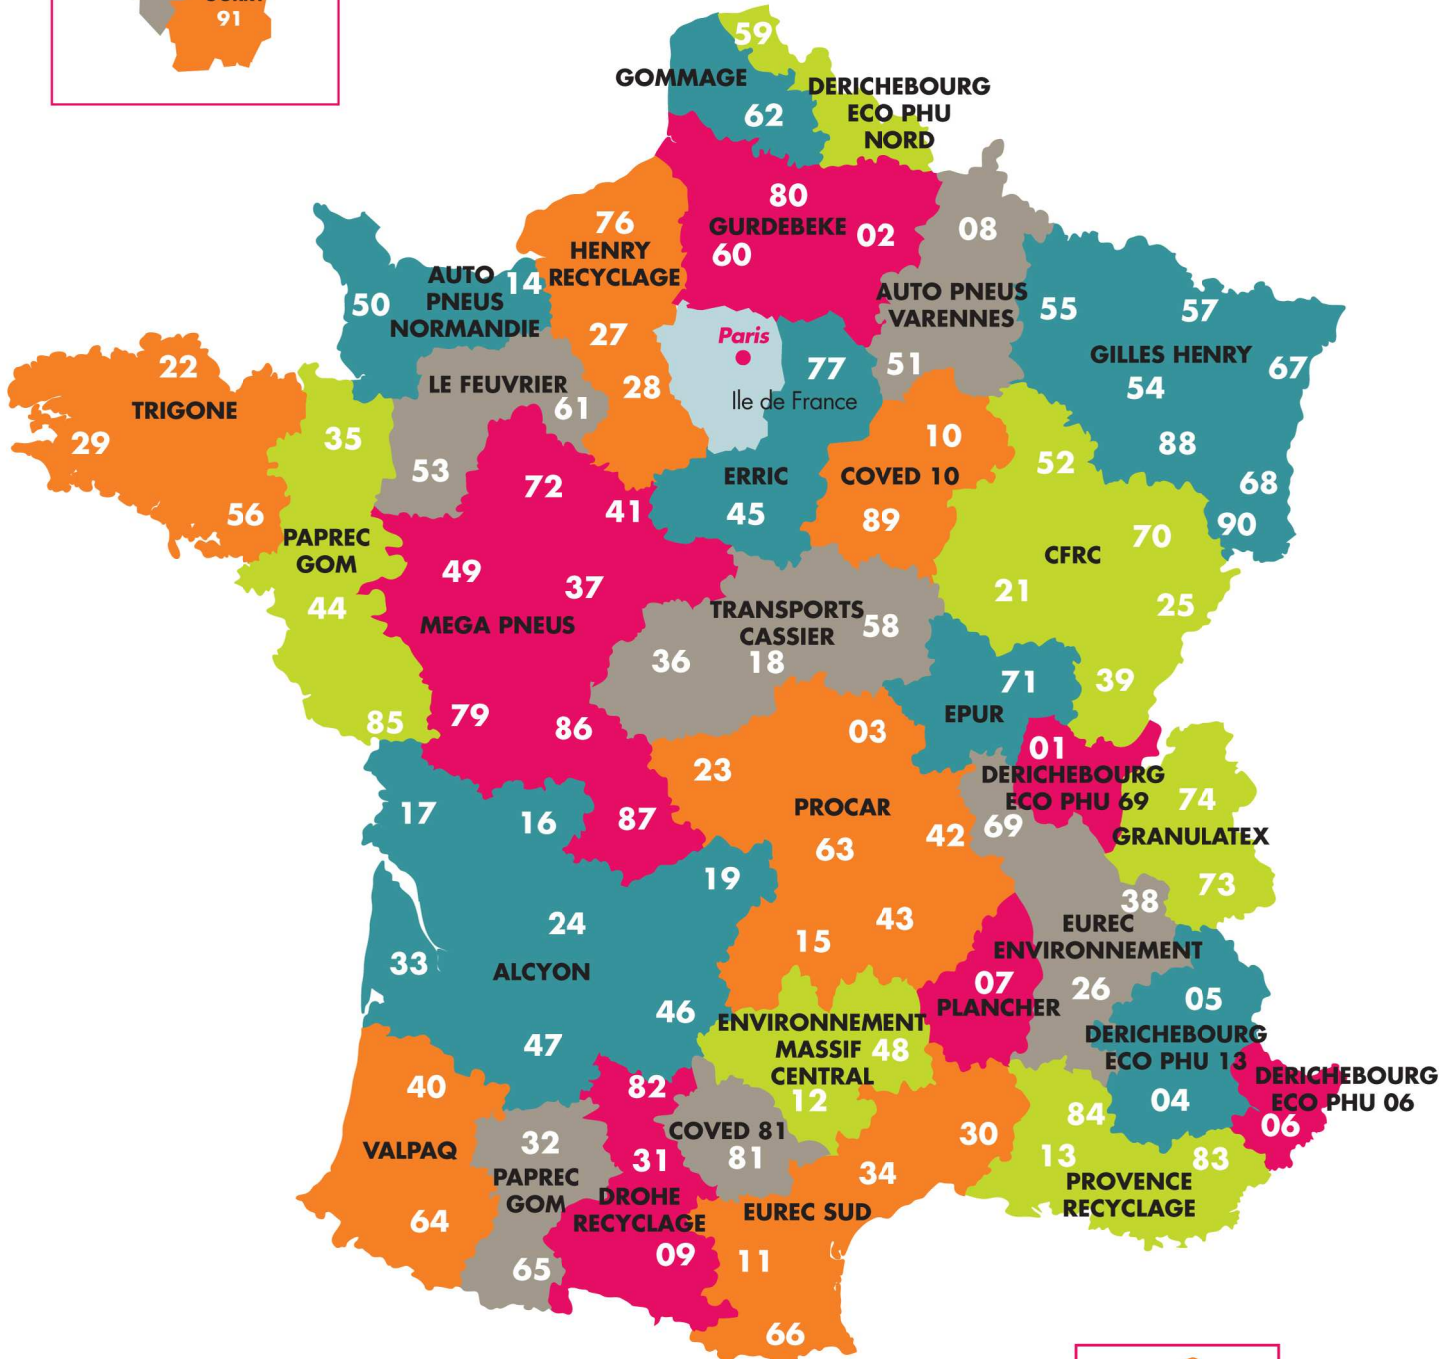 91
59
GOMMAGE
62
DERICHEBOURG
ECO PHU
NORD
80
GURDEBEKE
60
02
08
76
HENRY
RECYCLAGE
27
28
AUTO
PNEUS
NORMANDIE
14
50
AUTO PNEUS
VARENNES
51
55
57
GILLES HENRY
67
54
88
68
90
Paris
Ile de France
77
22
TRIGONE
29
56
LE FEUVRIER
61
53
35
PAPREC
GOM
44
85
72
41
49
37
MEGA PNEUS
79
86
87
ERRIC
45
10
COVED 10
89
52
70
CFRC
21
25
39
TRANSPORTS
CASSIER
58
36
18
71
EPUR
03
23
PROCAR
63
42
43
15
01
DERICHEBOURG
ECO PHU 69
69
74
GRANULATEX
73
38
EUREC
ENVIRONNEMENT
26
17
16
19
24
33
ALCYON
46
47
07
PLANCHER
05
DERICHEBOURG
ECO PHU 13
04
DERICHEBOURG
ECO PHU 06
06
ENVIRONNEMENT
MASSIF
CENTRAL
48
12
40
VALPAQ
64
82
31
DROHE
RECYCLAGE
09
32
PAPREC
GOM
65
COVED 81
81
30
34
EUREC SUD
11
66
84
13
83
PROVENCE
RECYCLAGE